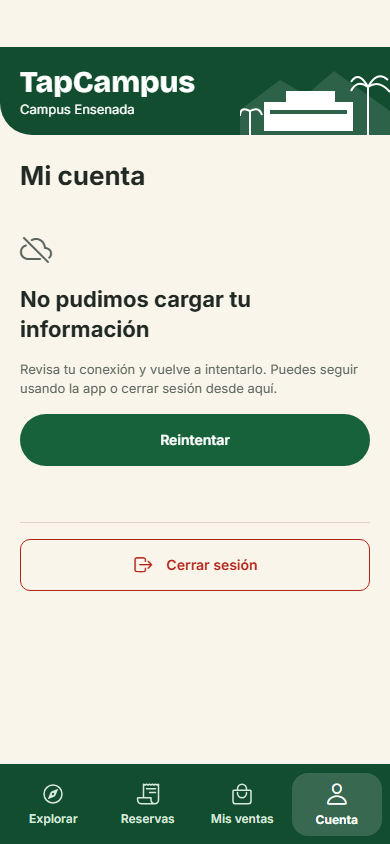 TapCampus
Campus Ensenada
Mi cuenta
No pudimos cargar tu
información
Revisa tu conexión y vuelve a intentarlo. Puedes seguir
usando la app o cerrar sesión desde aquí.
Reintentar
Cerrar sesión
Explorar
Reservas
Mis ventas
Cuenta